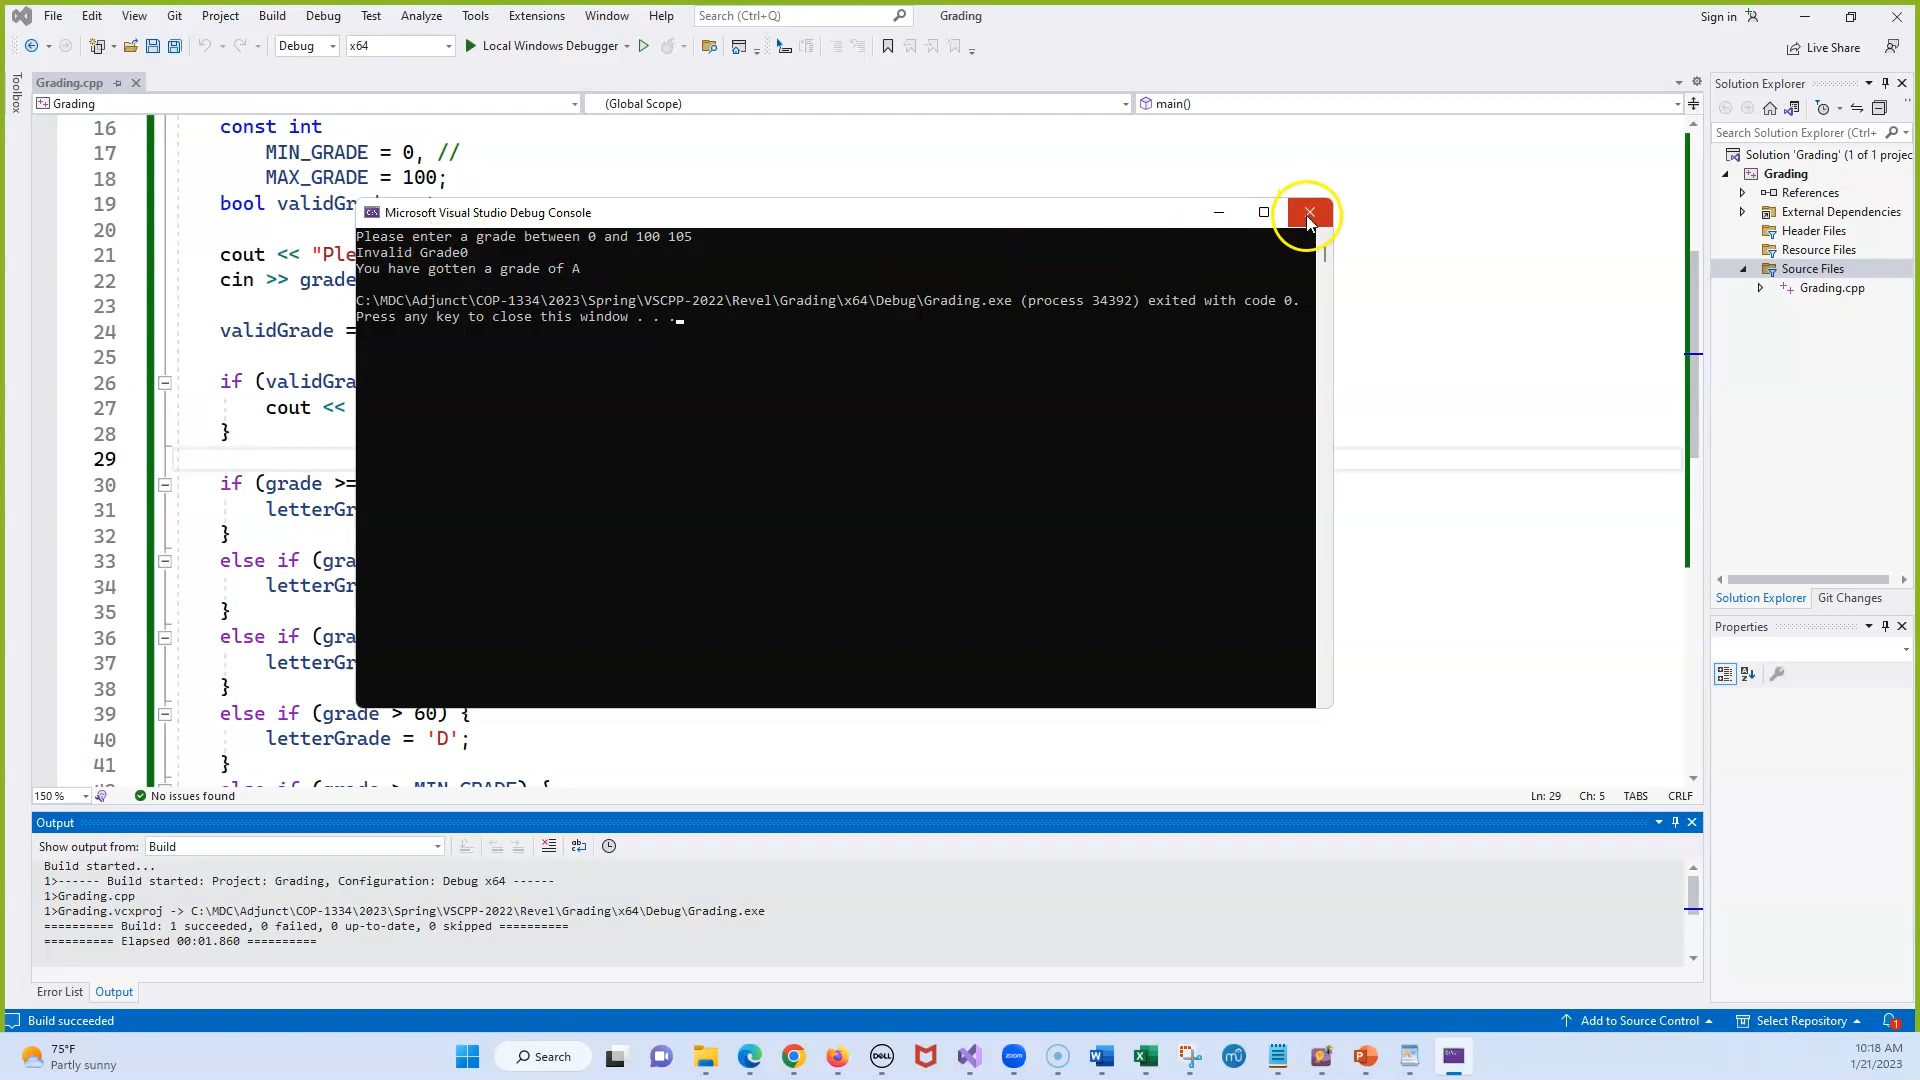 File Edit View Git Project Build Debug Test Analyze Tools Extensions Window Help Search (Ctrl+Q) Grading Sign in
Debug x64 Local Windows Debugger Live Share
Toolbox
Grading.cpp
Grading (Global Scope) main()
16 const int
17 MIN_GRADE = 0, //
18 MAX_GRADE = 100;
19 bool validGr
20
21 cout << "Ple
22 cin >> grade
23
24 validGrade =
25
26 if (validGra
27 cout <<
28 }
29
30 if (grade >=
31 letterGr
32 }
33 else if (gra
34 letterGr
35 }
36 else if (gra
37 letterGr
38 }
39 else if (grade > 60) {
40 letterGrade = 'D';
41 }
else if (grade > MIN_GRADE) {
Microsoft Visual Studio Debug Console
Please enter a grade between 0 and 100 105
Invalid Grade0
You have gotten a grade of A
C:\MDC\Adjunct\COP-1334\2023\Spring\VSCPP-2022\Revel\Grading\x64\Debug\Grading.exe (process 34392) exited with code 0.
Press any key to close this window . . .
150 % No issues found Ln: 29 Ch: 5 TABS CRLF
Output
Show output from: Build
Build started...
1>------ Build started: Project: Grading, Configuration: Debug x64 ------
1>Grading.cpp
1>Grading.vcxproj -> C:\MDC\Adjunct\COP-1334\2023\Spring\VSCPP-2022\Revel\Grading\x64\Debug\Grading.exe
========== Build: 1 succeeded, 0 failed, 0 up-to-date, 0 skipped ==========
========== Elapsed 00:01.860 ==========
Error List Output
Solution Explorer
Search Solution Explorer (Ctrl+
Solution 'Grading' (1 of 1 projec
Grading
References
External Dependencies
Header Files
Resource Files
Source Files
Grading.cpp
Solution Explorer Git Changes
Properties
Build succeeded Add to Source Control Select Repository 1
75°F
Partly sunny
Search
DELL
zoom
10:18 AM
1/21/2023